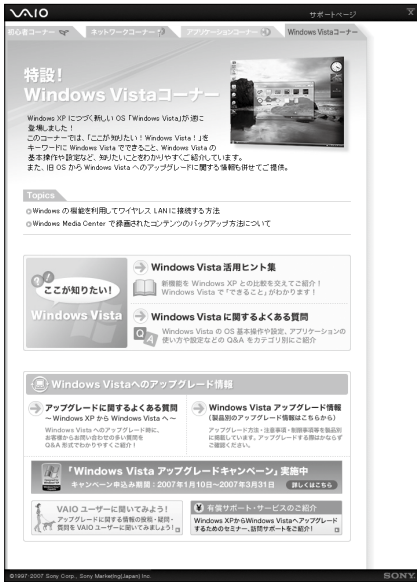 VAIO
サポートページ
初心者コーナー
ネットワークコーナー
アプリケーションコーナー
Windows Vistaコーナー
特設!
Windows Vistaコーナー
Windows XP につづく新しい OS「Windows Vista」が遂に
登場しました!
このコーナーでは、「ここが知りたい!Windows Vista!」を
キーワードに Windows Vista でできること、Windows Vista の
基本操作や設定など、知りたいことをわかりやすくご紹介しています。
また、旧 OS から Windows Vista へのアップグレードに関する情報も併せてご提供。
Topics
Windows の機能を利用してワイヤレス LANに接続する方法
Windows Media Center で録画されたコンテンツのバックアップ方法について
ここが知りたい!
Windows Vista
Windows Vista 活用ヒント集
新機能を Windows XP との比較を交えてご紹介!
Windows Vista で『できること』がわかります!
Windows Vista に関するよくある質問
Q A
Windows Vista の OS 基本操作や設定、アプリケーションの
使い方や設定などの Q&A をカテゴリ別にご紹介
Windows Vistaへのアップグレード情報
アップグレードに関するよくある質問
～Windows XP から Windows Vista へ～
Windows Vista へのアップグレード時に、
お客様からお問い合わせの多い質問を
Q&A 形式でわかりやすくご紹介!
Windows Vista アップグレード情報
(製品別のアップグレード情報はこちらから)
アップグレード方法・注意事項・制限事項等を製品別
に掲載しています。アップグレードする際はかならず
ご確認ください。
「Windows Vista アップグレードキャンペーン」実施中
キャンペーン申込み期間:2007年1月10日～2007年3月31日
詳しくはこちら
VAIO ユーザーに聞いてみよう!
アップグレードに関する情報の投稿・疑問・
質問を VAIO ユーザーに聞いてみましょう!
¥ 有償サポート・サービスのご紹介
Windows XPからWindows Vistaへアップグレード
するためのセミナー、訪問サポートをご紹介!
©1997-2007 Sony Corp., Sony Marketing(Japan)Inc.
SONY